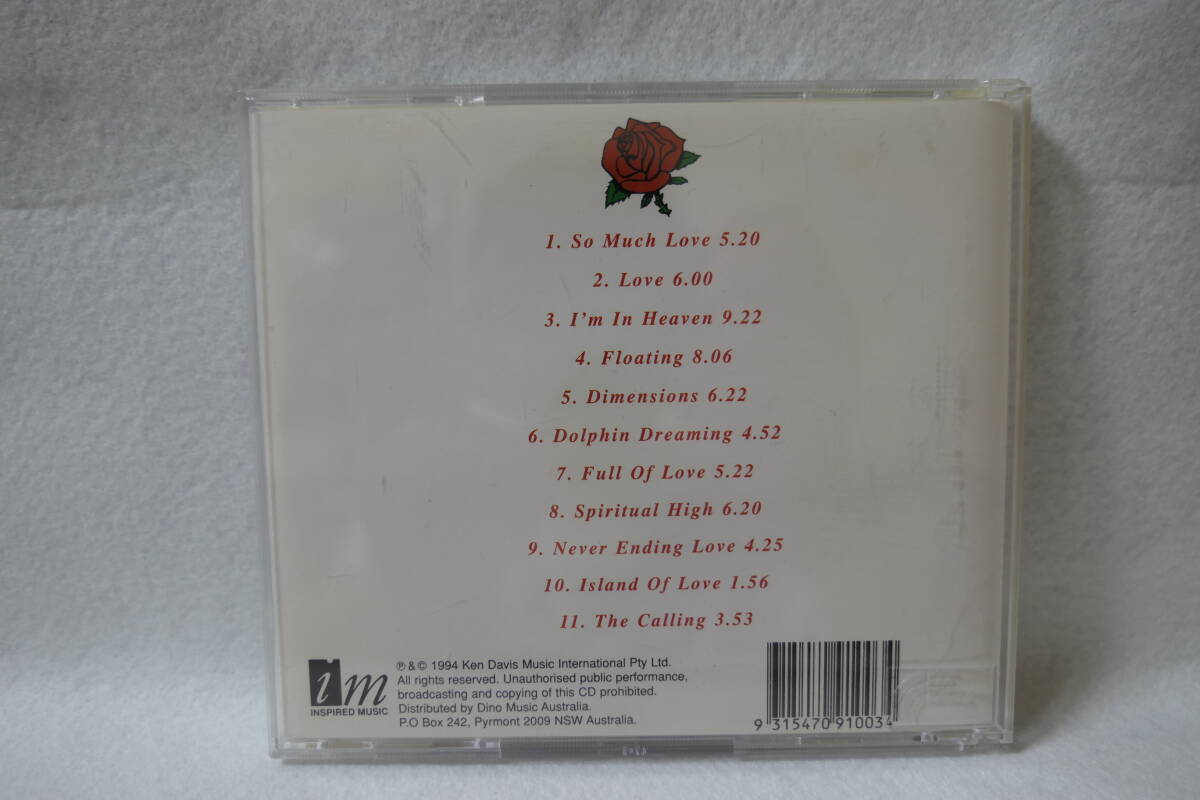 1. So Much Love 5.20
2. Love 6.00
3. I'm In Heaven 9.22
4. Floating 8.06
5. Dimensions 6.22
6. Dolphin Dreaming 4.52
7. Full Of Love 5.22
8. Spiritual High 6.20
9. Never Ending Love 4.25
10. Island Of Love 1.56
11. The Calling 3.53
im
INSPIRED MUSIC
℗ & © 1994 Ken Davis Music International Pty Ltd.
All rights reserved. Unauthorised public performance,
broadcasting and copying of this CD prohibited.
Distributed by Dino Music Australia.
P.O Box 242, Pyrmont 2009 NSW Australia.
9 315470 910034